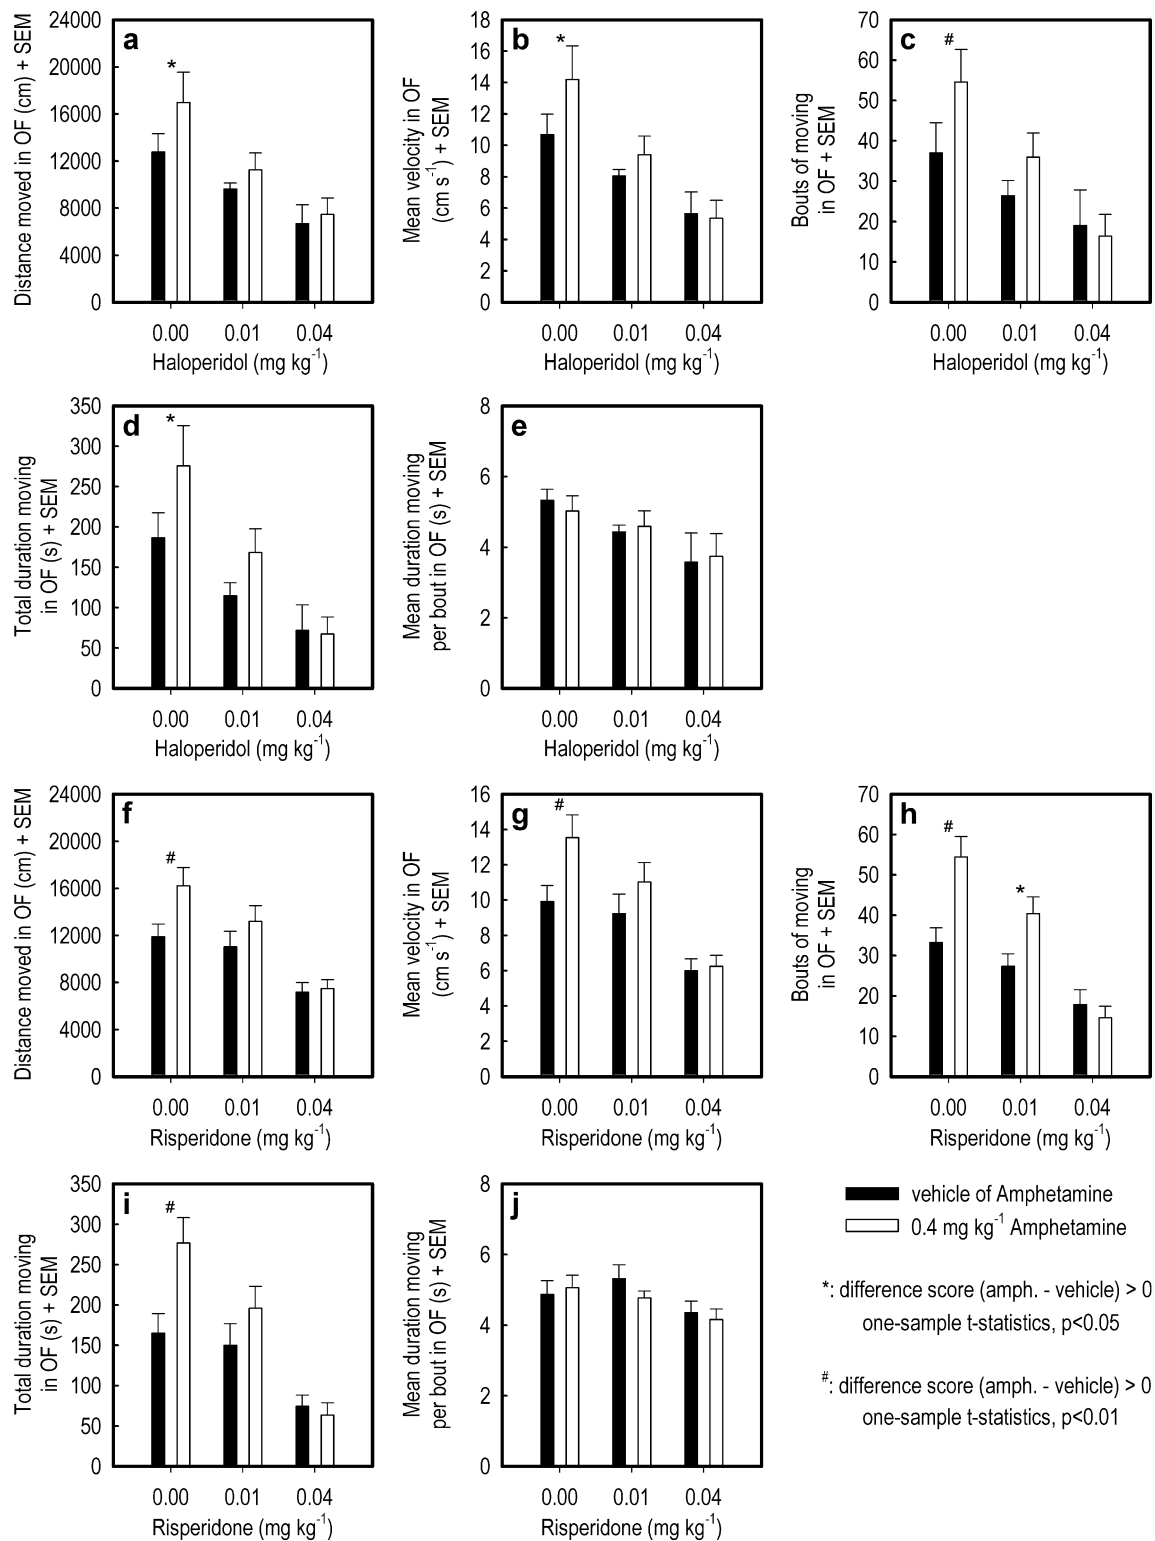 a
Distance moved in OF (cm) + SEM
24000
20000
16000
12000
8000
4000
0
*
0.00 0.01 0.04
Haloperidol (mg kg-1)
b
Mean velocity in OF
(cm s-1) + SEM
18
16
14
12
10
8
6
4
2
0
*
0.00 0.01 0.04
Haloperidol (mg kg-1)
c
Bouts of moving
in OF + SEM
70
60
50
40
30
20
10
0
#
0.00 0.01 0.04
Haloperidol (mg kg-1)
d
Total duration moving
in OF (s) + SEM
350
300
250
200
150
100
50
0
*
0.00 0.01 0.04
Haloperidol (mg kg-1)
e
Mean duration moving
per bout in OF (s) + SEM
8
6
4
2
0
0.00 0.01 0.04
Haloperidol (mg kg-1)
f
Distance moved in OF (cm) + SEM
24000
20000
16000
12000
8000
4000
0
#
0.00 0.01 0.04
Risperidone (mg kg-1)
g
Mean velocity in OF
(cm s-1) + SEM
16
14
12
10
8
6
4
2
0
#
0.00 0.01 0.04
Risperidone (mg kg-1)
h
Bouts of moving
in OF + SEM
70
60
50
40
30
20
10
0
#
*
0.00 0.01 0.04
Risperidone (mg kg-1)
i
Total duration moving
in OF (s) + SEM
350
300
250
200
150
100
50
0
#
0.00 0.01 0.04
Risperidone (mg kg-1)
j
Mean duration moving
per bout in OF (s) + SEM
8
6
4
2
0
0.00 0.01 0.04
Risperidone (mg kg-1)
vehicle of Amphetamine
0.4 mg kg-1 Amphetamine
*: difference score (amph. - vehicle) > 0
one-sample t-statistics, p<0.05
#: difference score (amph. - vehicle) > 0
one-sample t-statistics, p<0.01